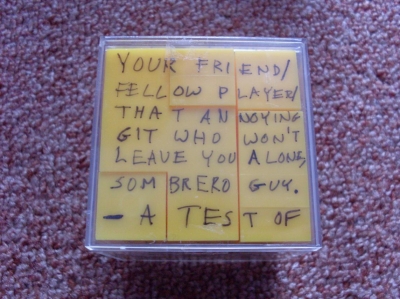 YOUR FRIEND/
FELLOW PLAYER/
THAT ANNOYING
GIT WHO WON'T
LEAVE YOU ALONE,
SOMBRERO GUY.
- A TEST OF